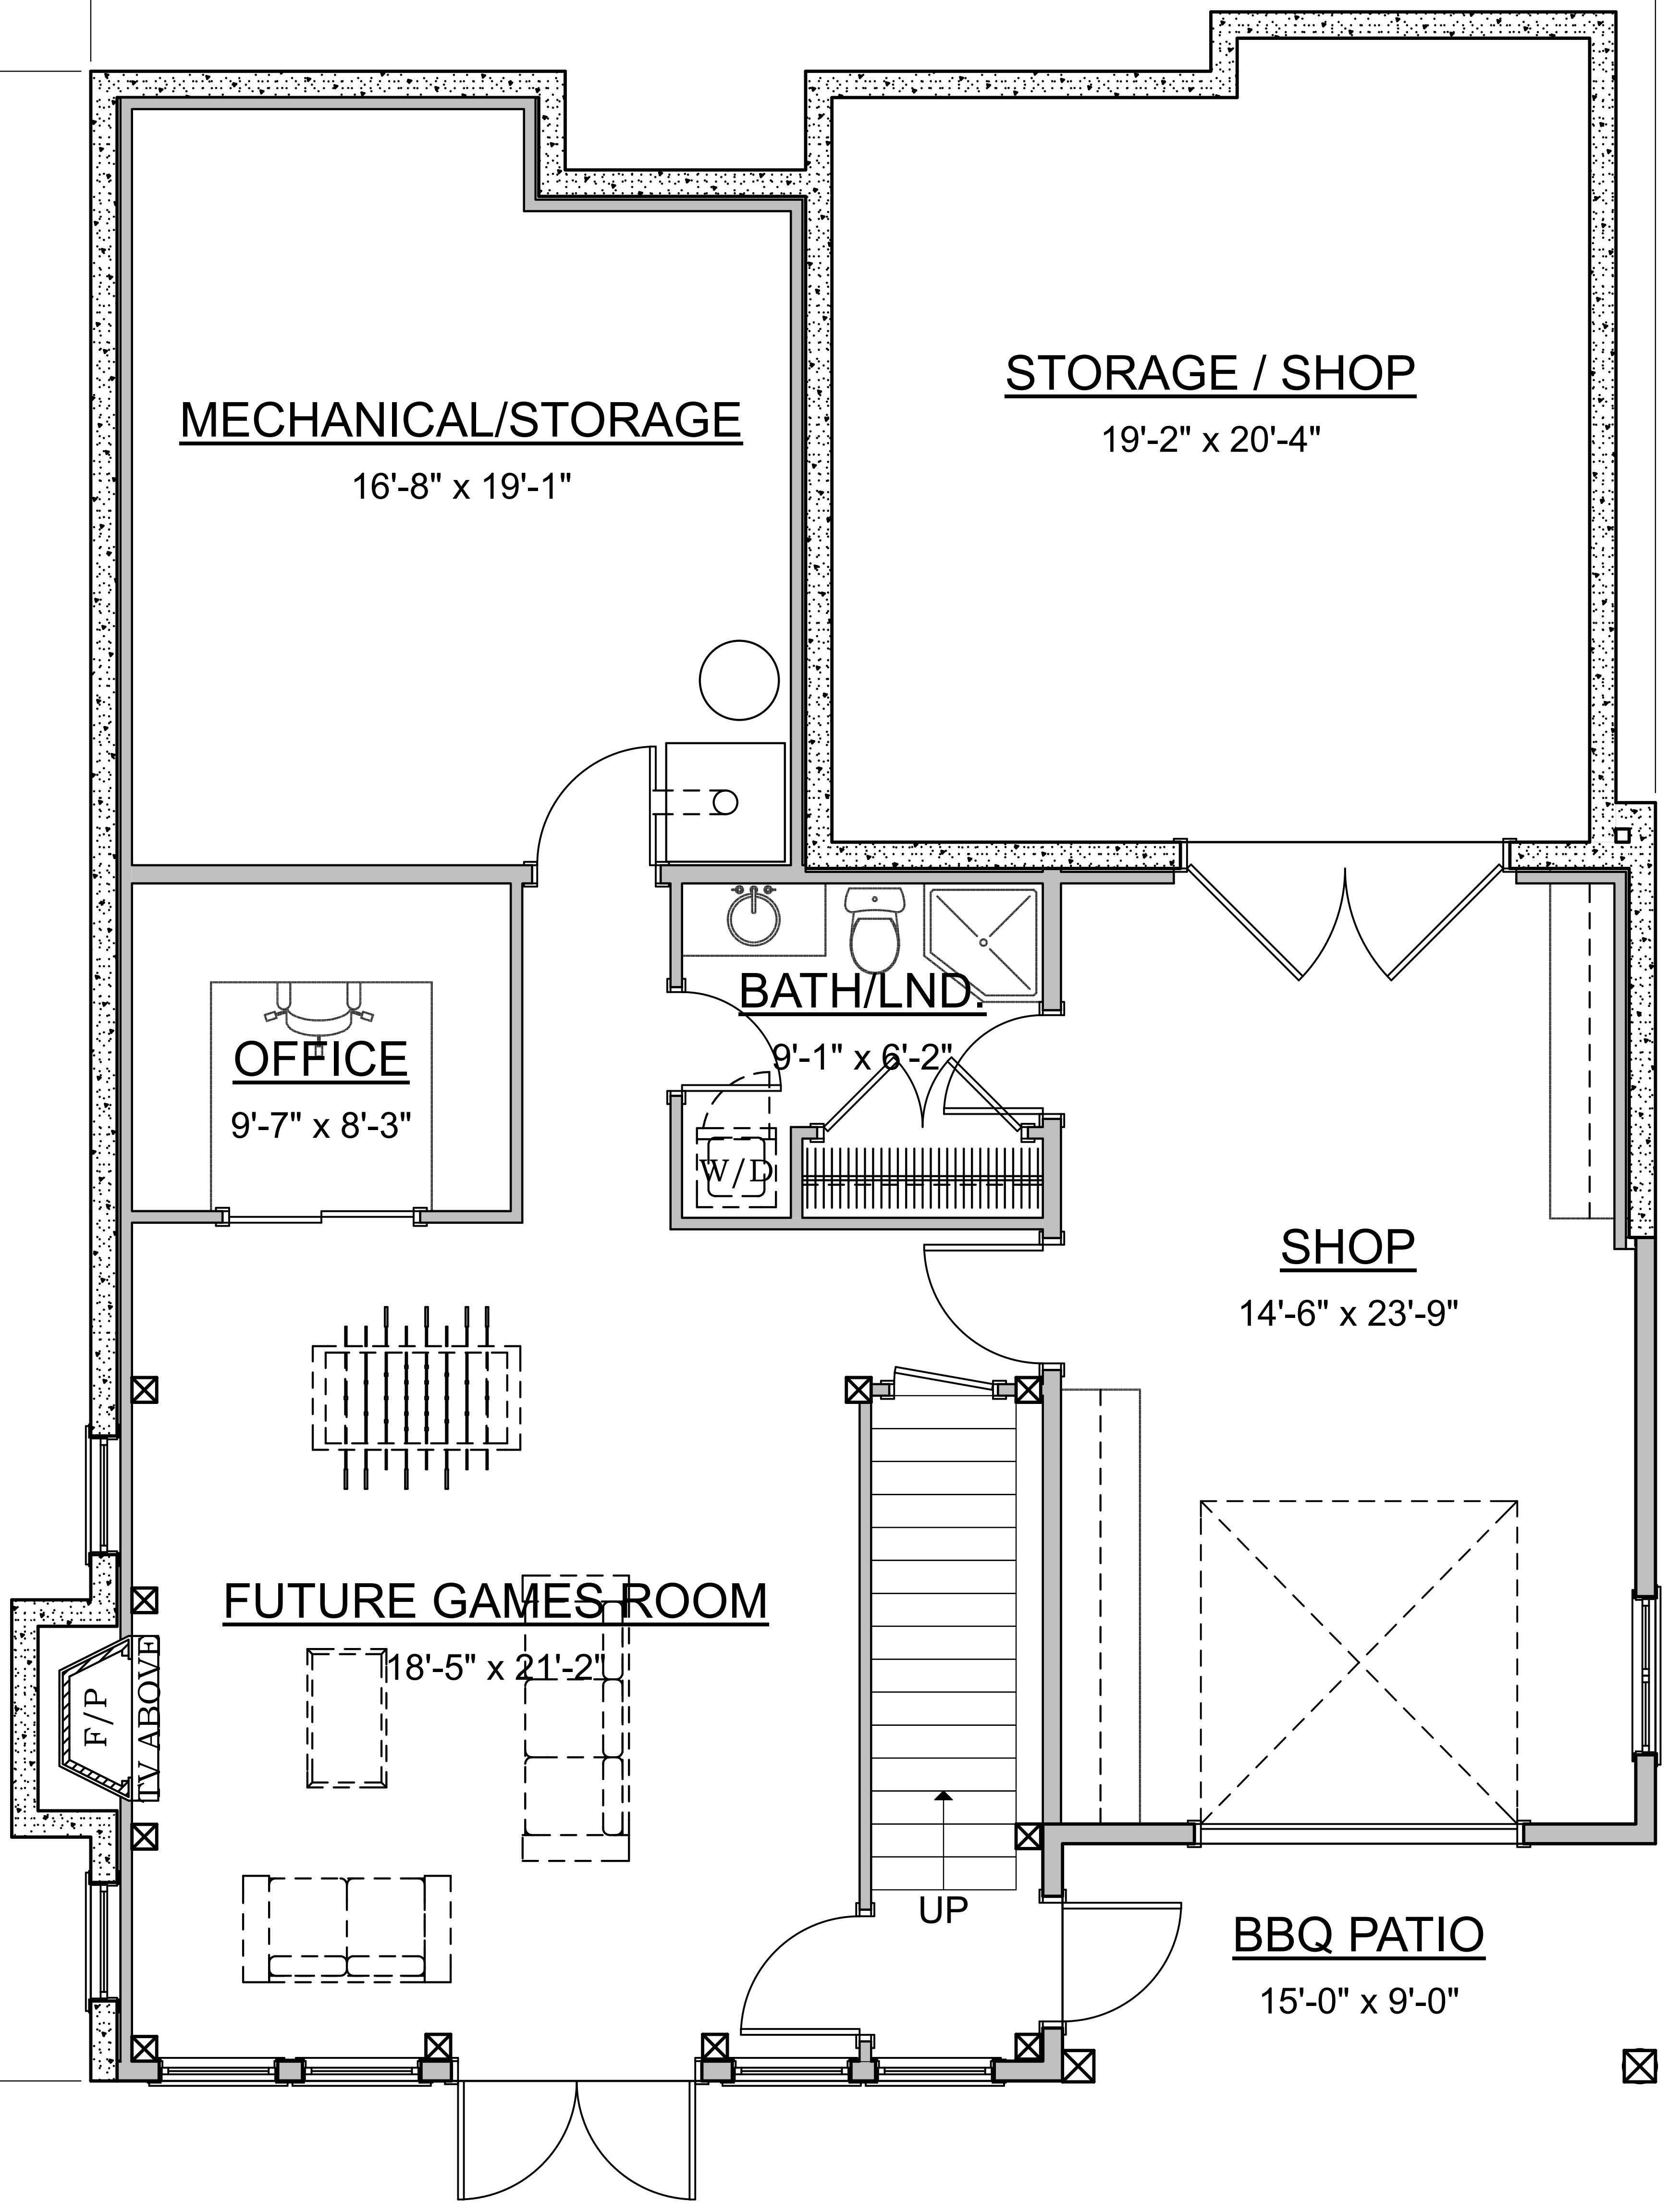 STORAGE / SHOP
19'-2" x 20'-4"
MECHANICAL/STORAGE
16'-8" x 19'-1"
BATH/LND.
9'-1" x 6'-2"
OFFICE
9'-7" x 8'-3"
W/D
SHOP
14'-6" x 23'-9"
FUTURE GAMES ROOM
18'-5" x 21'-2"
F/P
TV ABOVE
UP
BBQ PATIO
15'-0" x 9'-0"